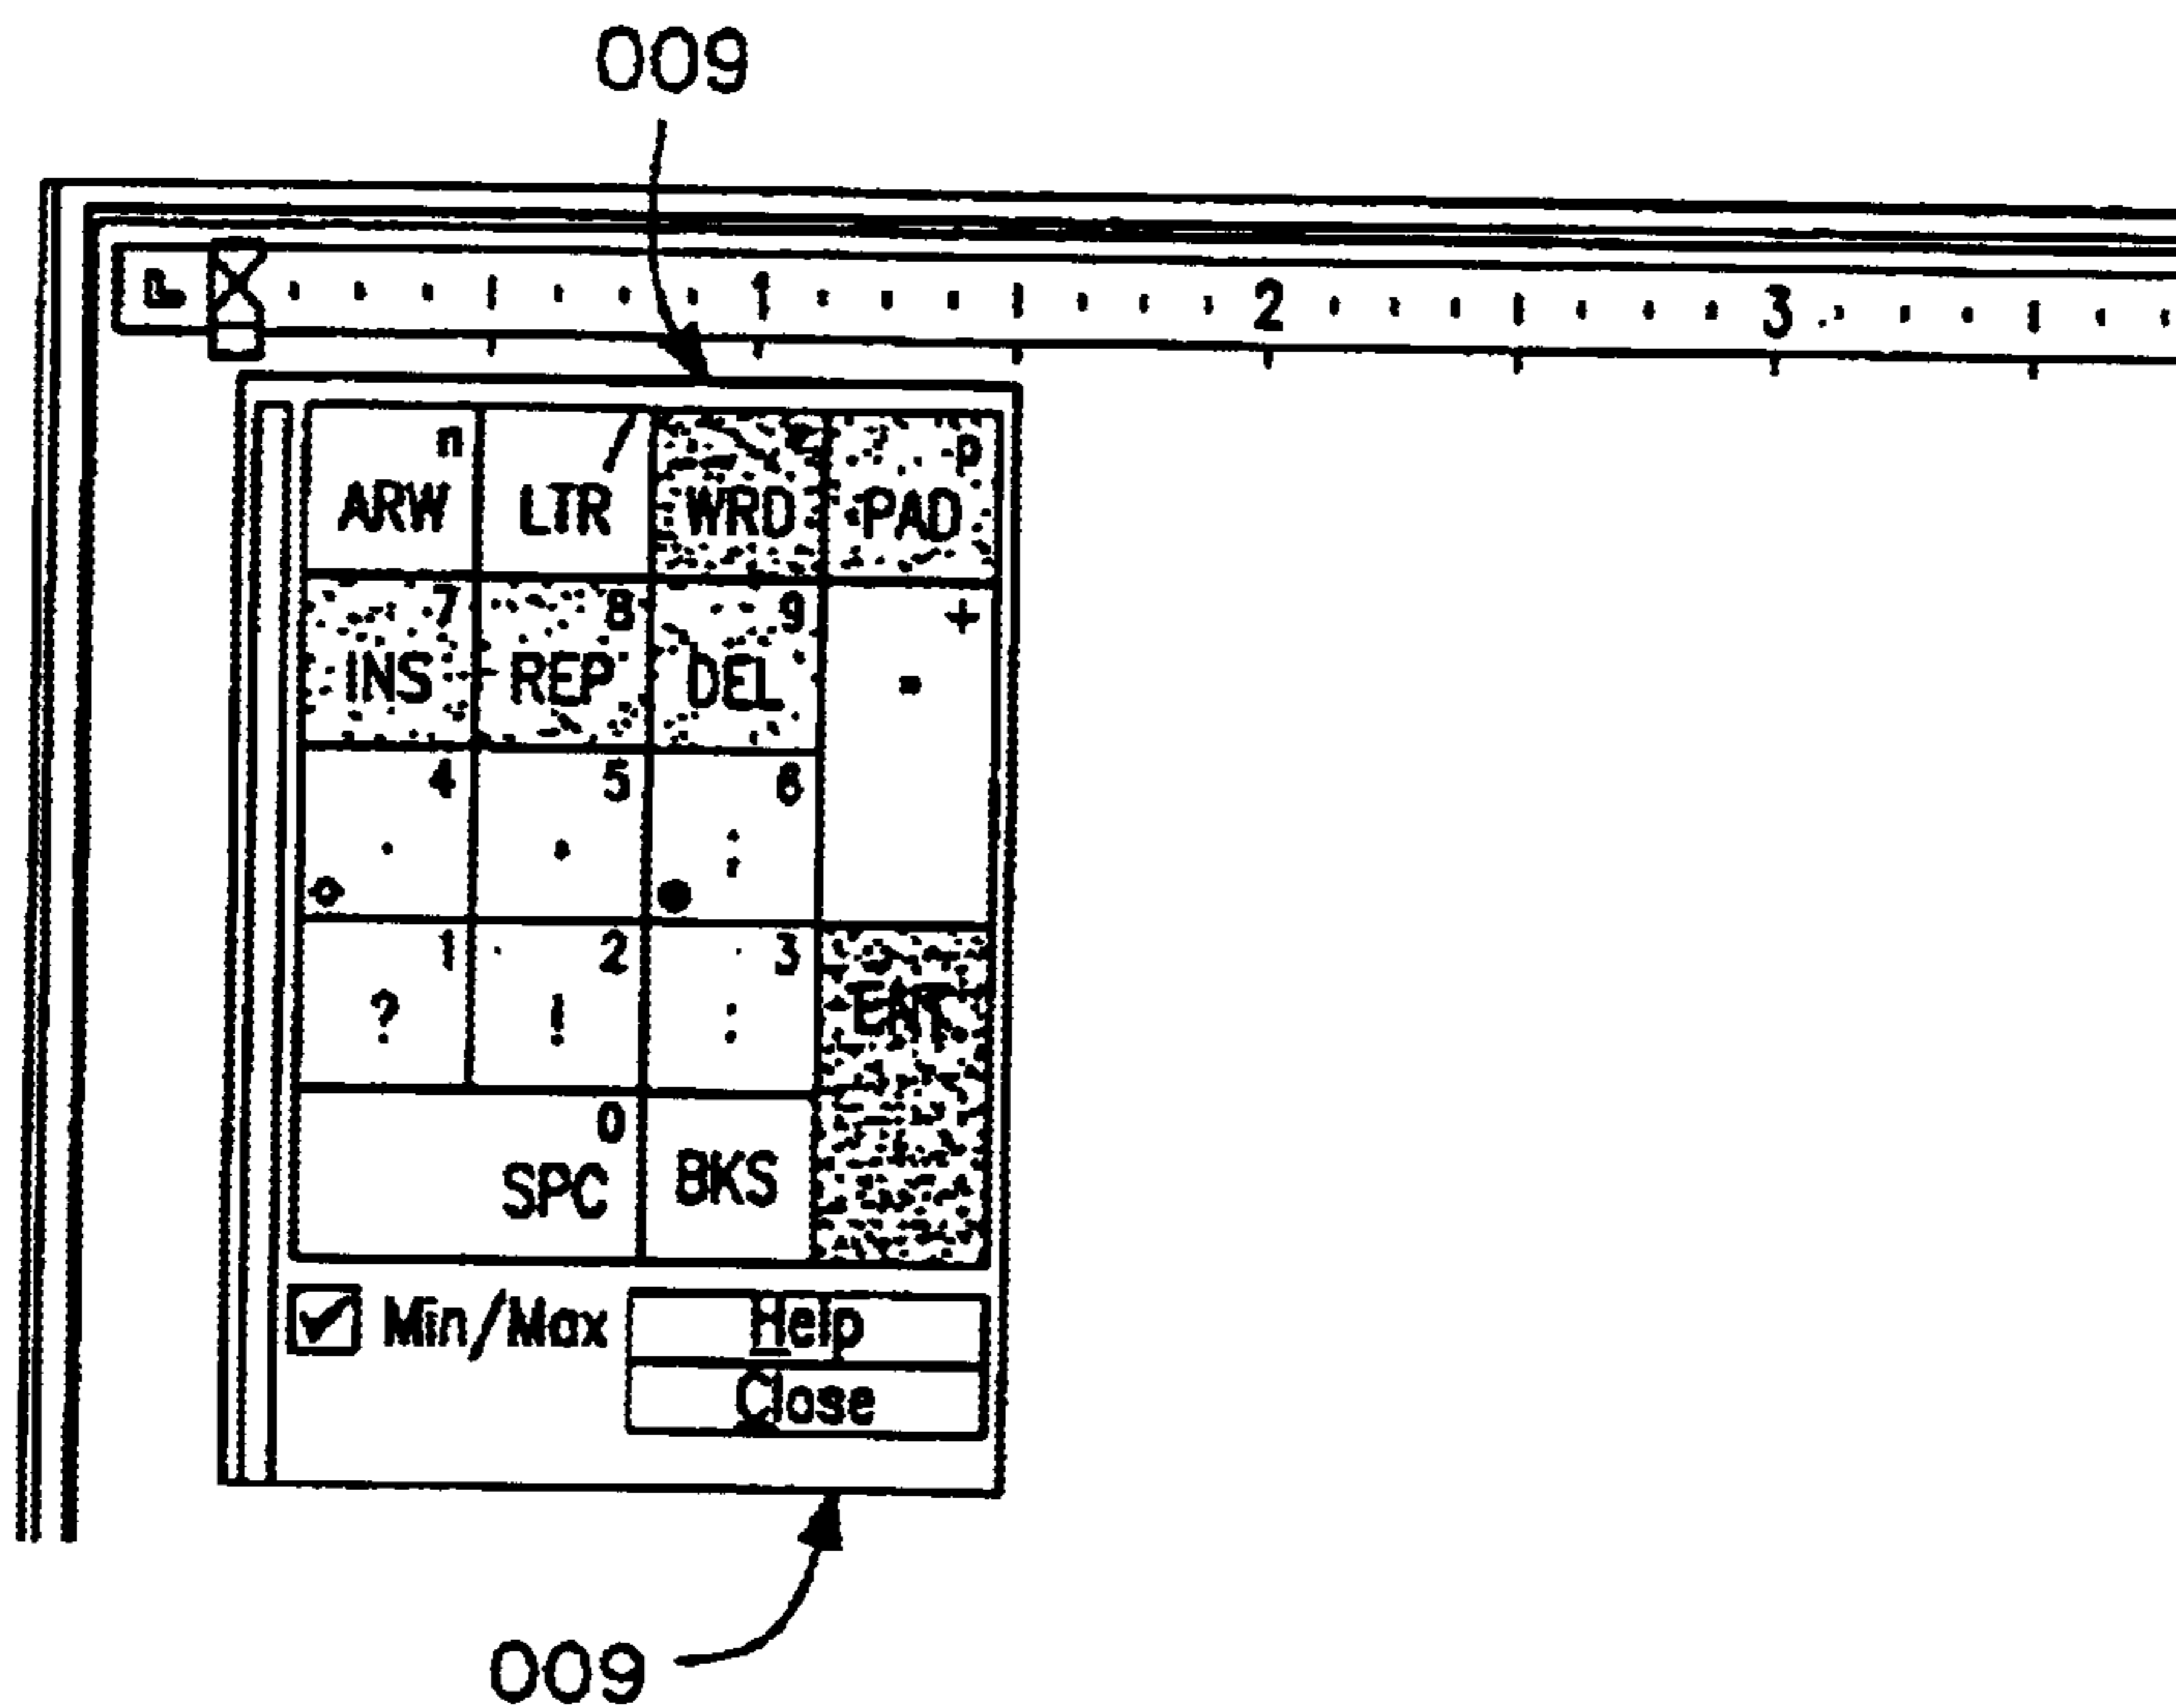 009
1 2 3
n / p
ARW LTR WRD PAD
7 8 9 +
INS REP DEL
4 5 6
1 2 3
? ! : ENT
0
SPC BKS
Min/Max Help
Close
009